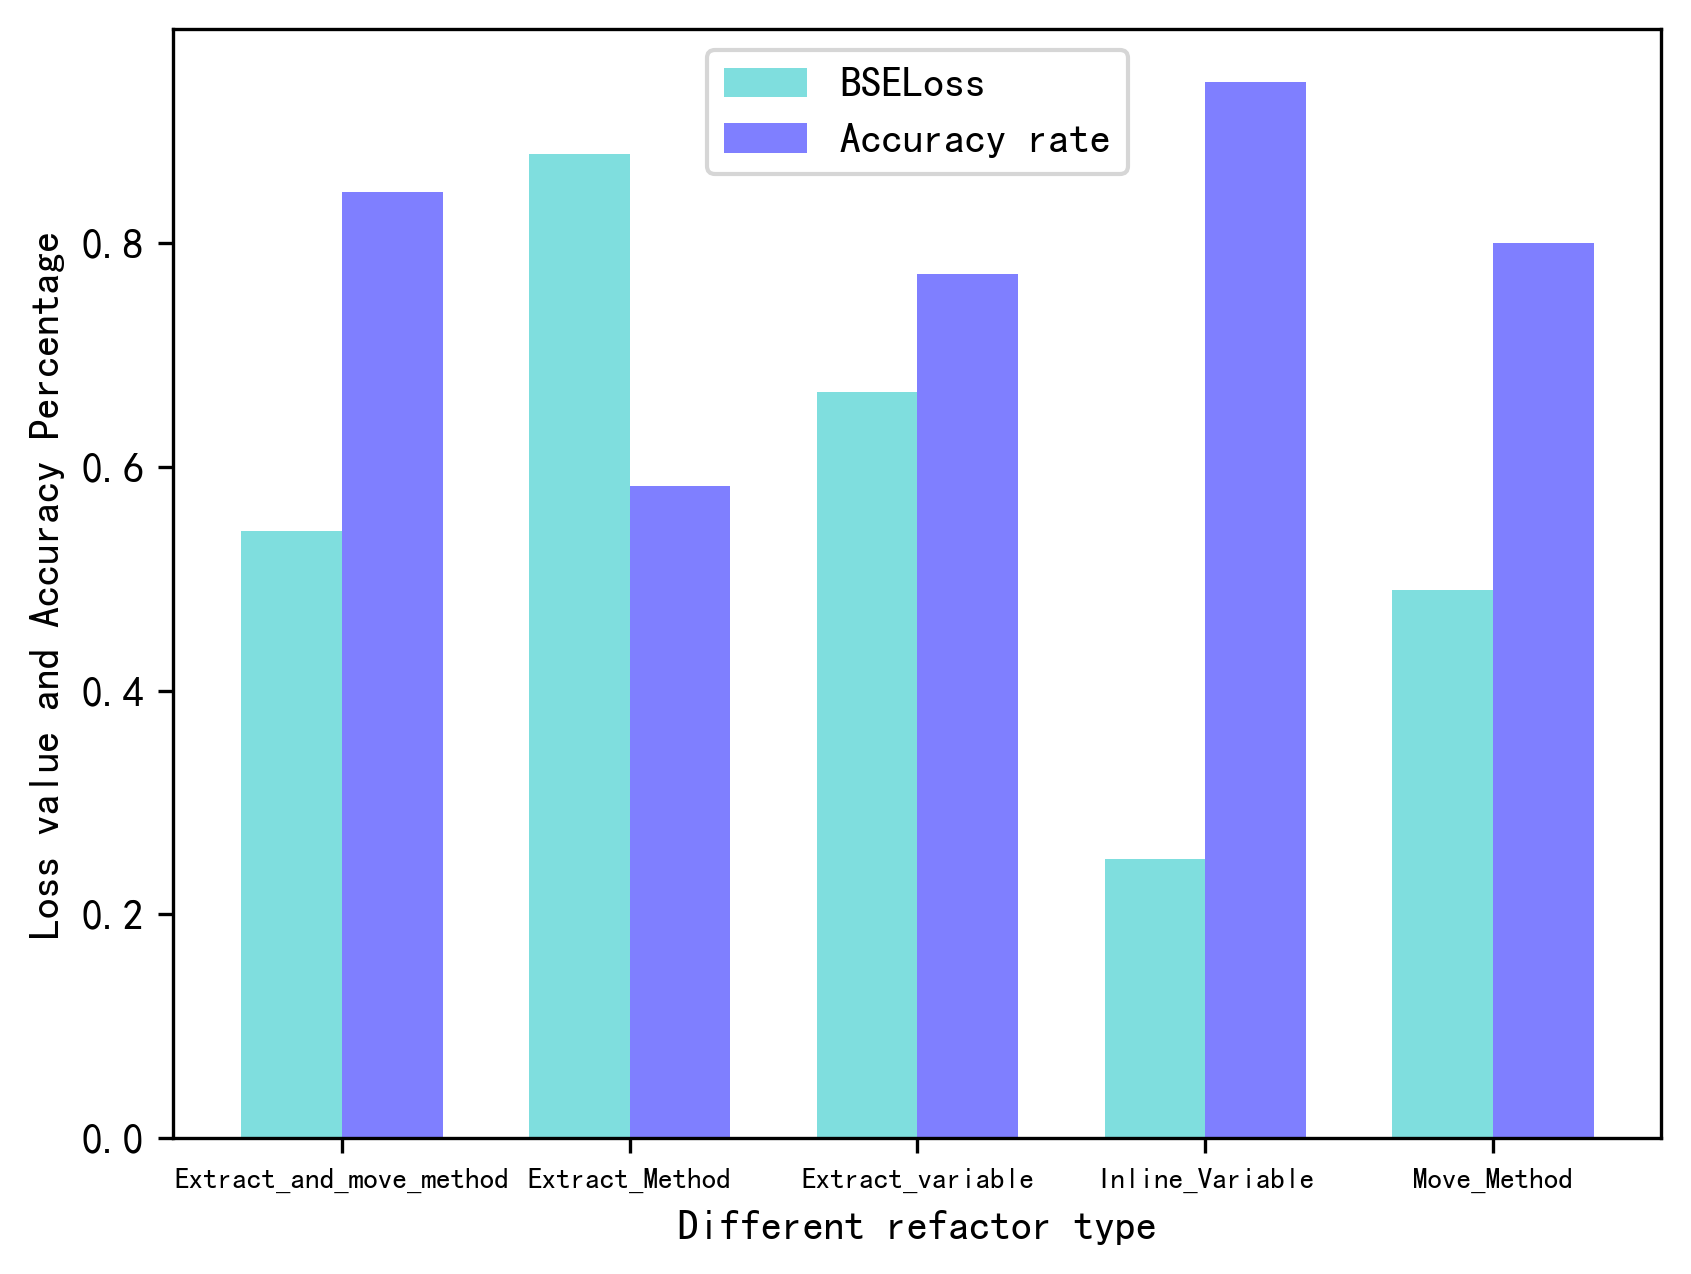 BSELoss
Accuracy rate
Loss value and Accuracy Percentage
0.8
0.6
0.4
0.2
0.0
Extract_and_move_method Extract_Method Extract_variable Inline_Variable Move_Method
Different refactor type